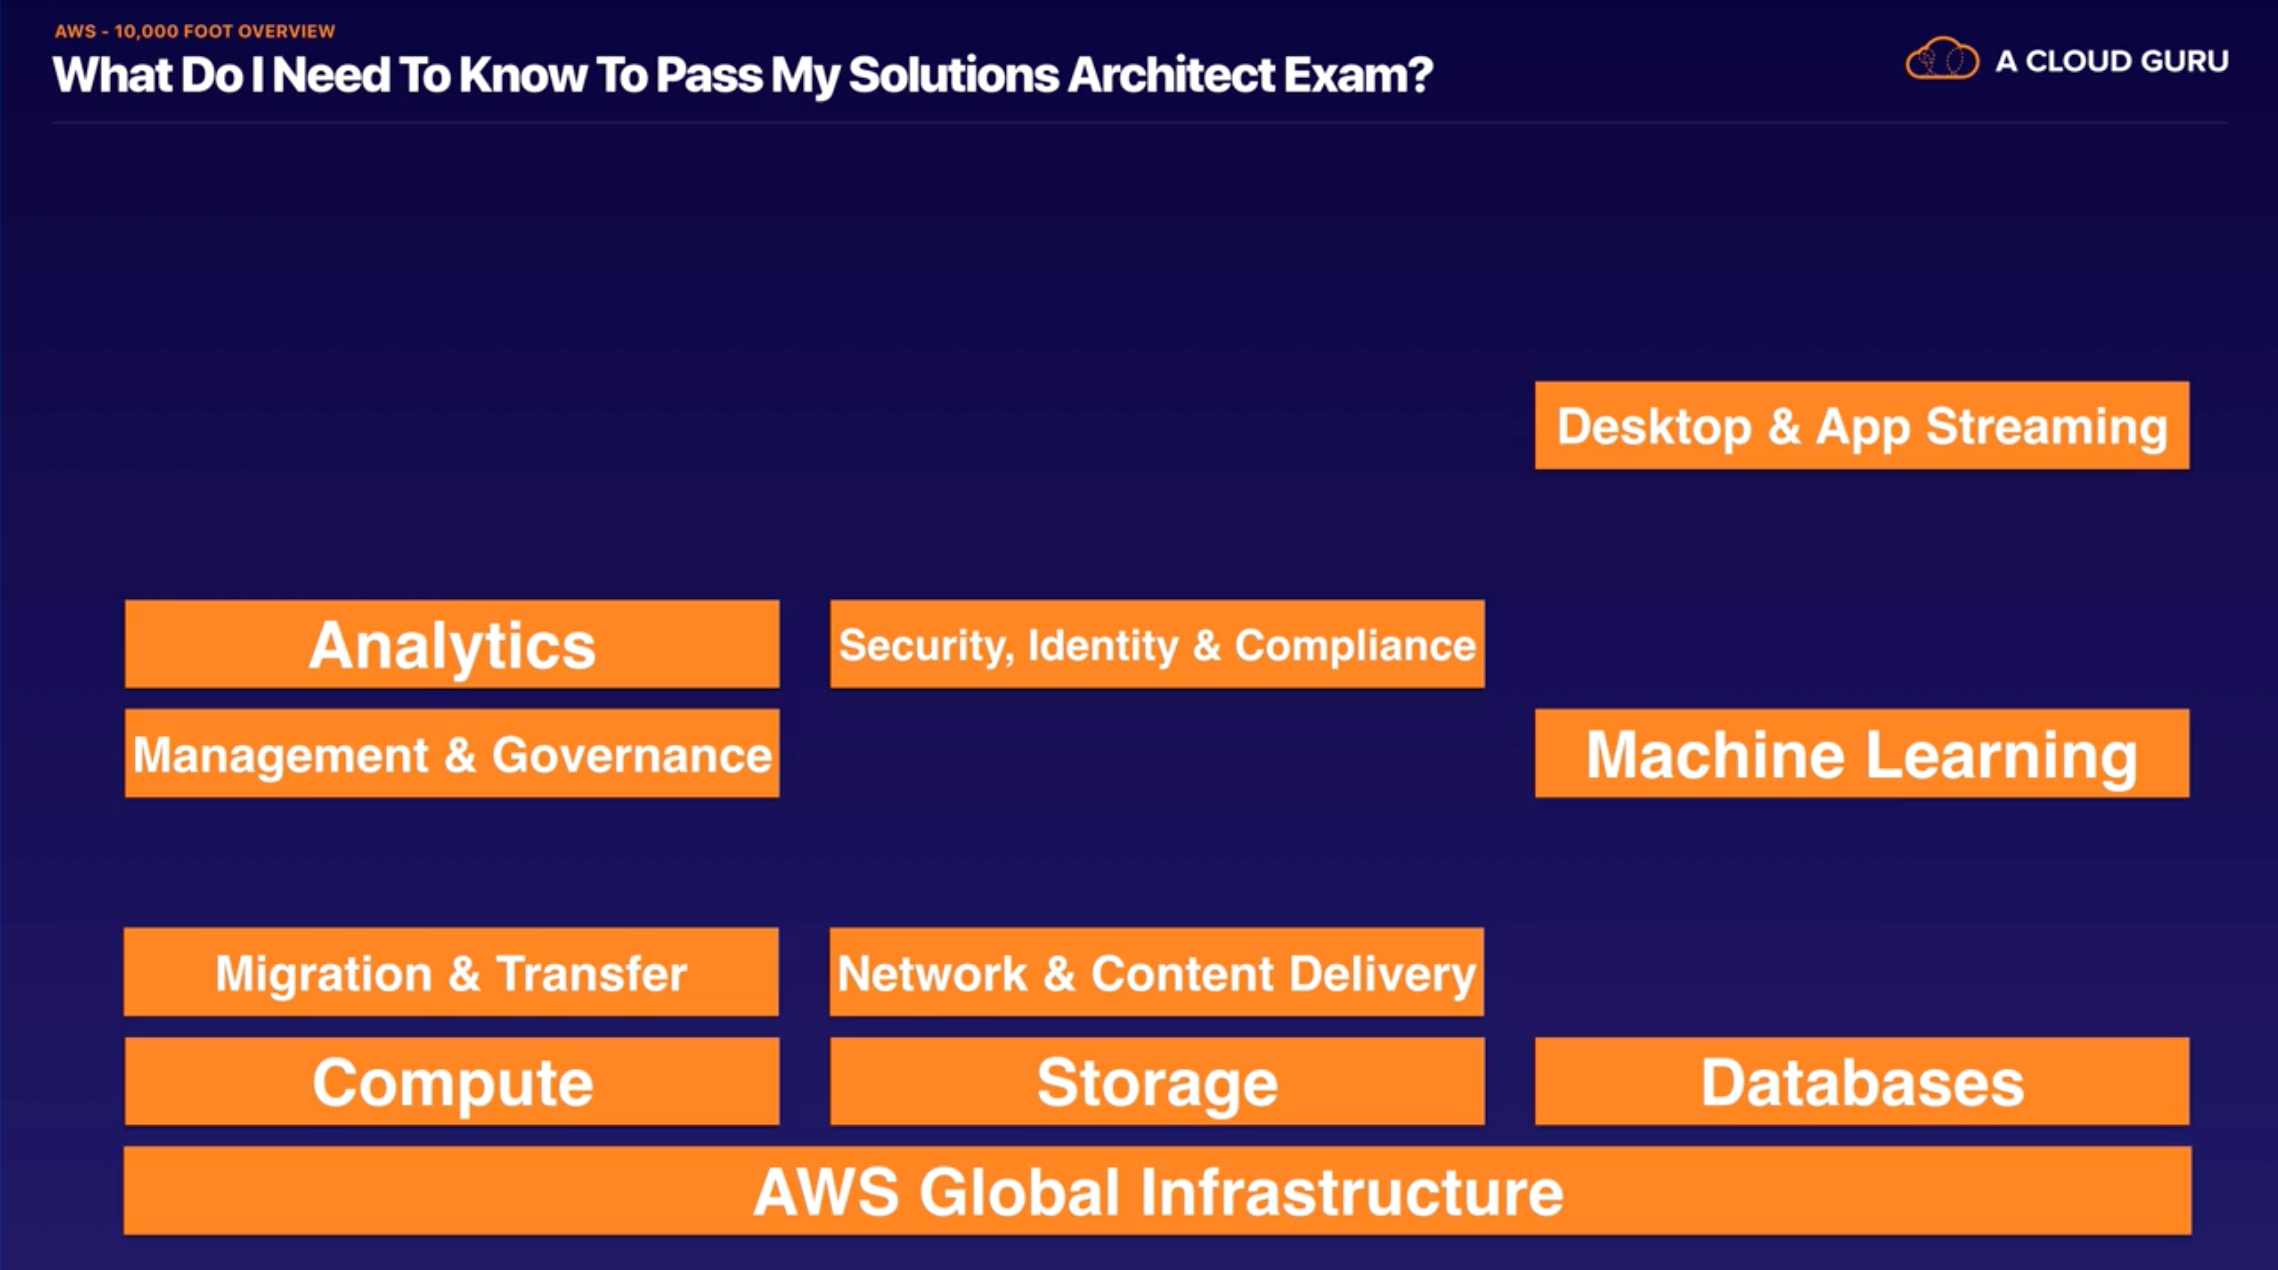 AWS - 10,000 FOOT OVERVIEW
What Do I Need To Know To Pass My Solutions Architect Exam?
A CLOUD GURU
Desktop & App Streaming
Analytics
Security, Identity & Compliance
Management & Governance
Machine Learning
Migration & Transfer
Network & Content Delivery
Compute
Storage
Databases
AWS Global Infrastructure